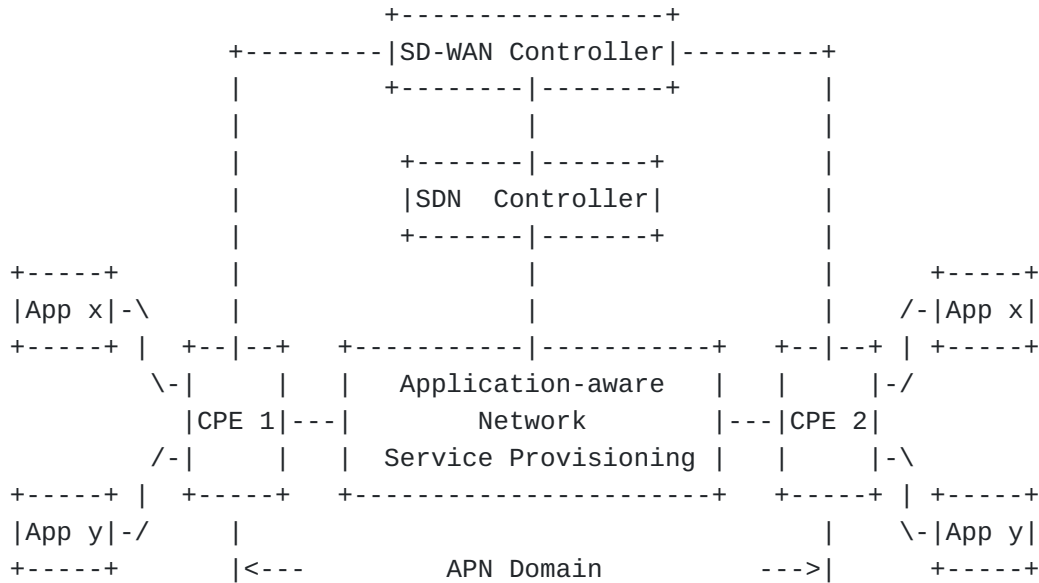 SD-WAN Controller
SDN Controller
App x App x
Application-aware
CPE 1 Network CPE 2
Service Provisioning
App y App y
APN Domain